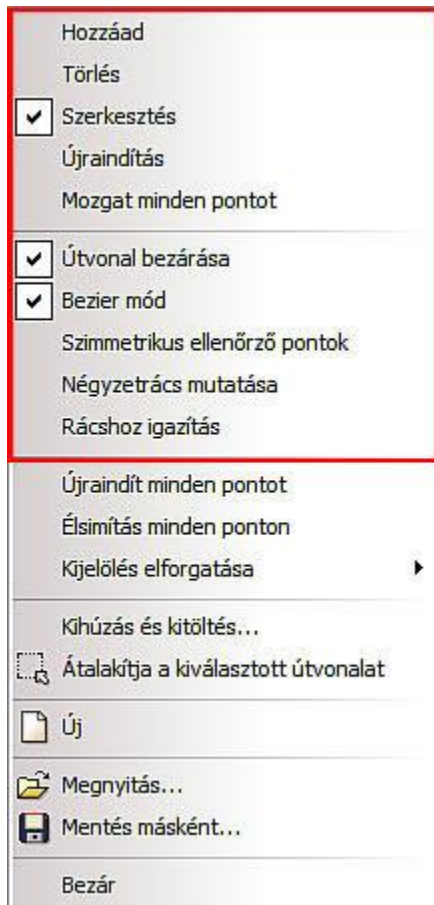 Hozzáad
Törlés
Szerkesztés
Újraindítás
Mozgat minden pontot
Útvonal bezárása
Bezier mód
Szimmetrikus ellenőrző pontok
Négyzetrács mutatása
Rácshoz igazítás
Újraindít minden pontot
Élsimítás minden ponton
Kijelölés elforgatása
Kihúzás és kitöltés...
Átalakítja a kiválasztott útvonalat
Új
Megnyitás...
Mentés másként...
Bezár